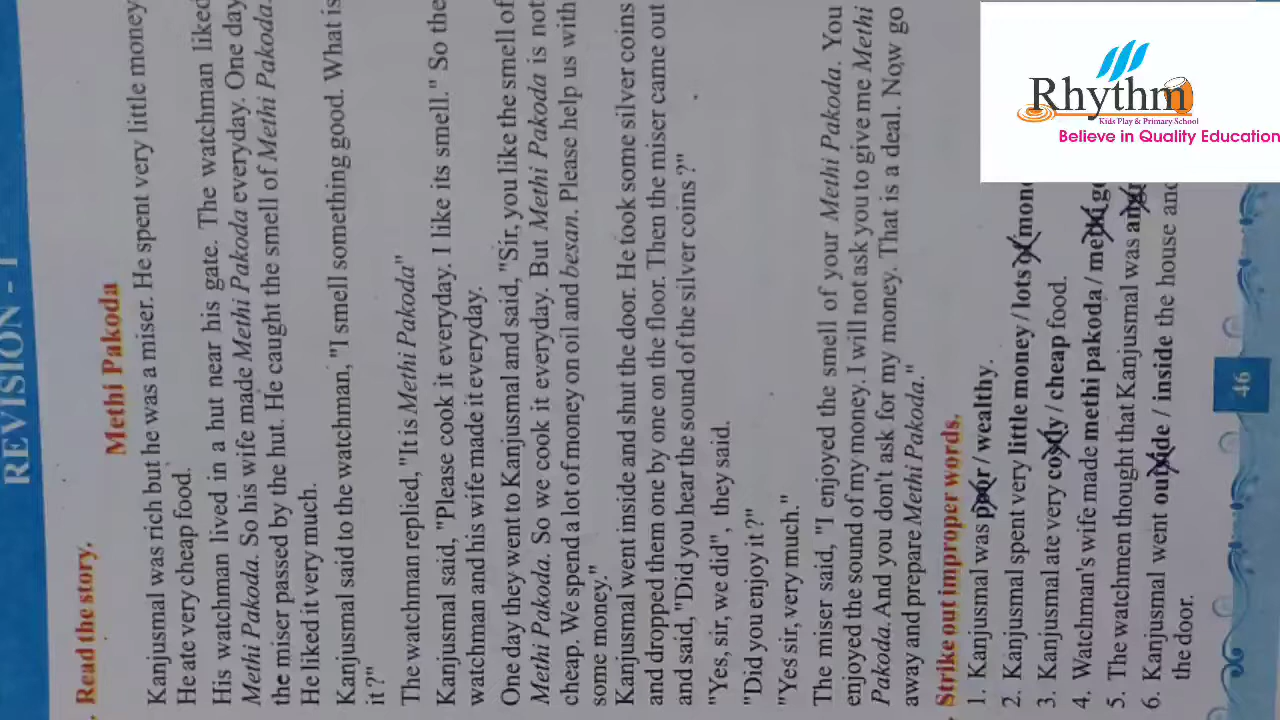 REVISION - 1
. Read the story.
Methi Pakoda
Kanjusmal was rich but he was a miser. He spent very little money
He ate very cheap food.
His watchman lived in a hut near his gate. The watchman liked
Methi Pakoda. So his wife made Methi Pakoda everyday. One day
the miser passed by the hut. He caught the smell of Methi Pakoda.
He liked it very much.
Kanjusmal said to the watchman, "I smell something good. What is
it?"
The watchman replied, "It is Methi Pakoda"
Kanjusmal said, "Please cook it everyday. I like its smell." So the
watchman and his wife made it everyday.
One day they went to Kanjusmal and said, "Sir, you like the smell of
Methi Pakoda. So we cook it everyday. But Methi Pakoda is not
cheap. We spend a lot of money on oil and besan. Please help us with
some money."
Kanjusmal went inside and shut the door. He took some silver coins
and dropped them one by one on the floor. Then the miser came out
and said, "Did you hear the sound of the silver coins ?"
"Yes, sir, we did", they said.
"Did you enjoy it?"
"Yes sir, very much."
The miser said, "I enjoyed the smell of your Methi Pakoda. You
enjoyed the sound of my money. I will not ask you to give me Methi
Pakoda. And you don't ask for my money. That is a deal. Now go
away and prepare Methi Pakoda."
. Strike out improper words.
1. Kanjusmal was poor / wealthy.
2. Kanjusmal spent very little money / lots of mon
3. Kanjusmal ate very costly / cheap food.
4. Watchman's wife made methi pakoda / methi go
5. The watchmen thought that Kanjusmal was
6. Kanjusmal went outside / inside the house and
the door.
46
Rhythm
Kids Play & Primary School
Believe in Quality Education